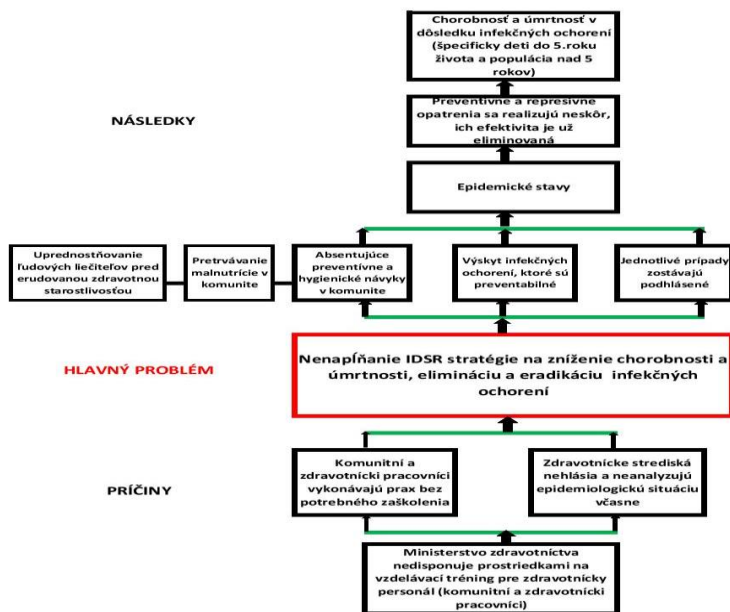 Chorobnosť a úmrtnosť v
dôsledku infekčných ochorení
(špecificky deti do 5.roku
života a populácia nad 5
rokov)
NÁSLEDKY
Preventívne a represívne
opatrenia sa realizujú neskôr,
ich efektivita je už
eliminovaná
Epidemické stavy
Uprednostňovanie
ľudových liečiteľov pred
erudovanou zdravotnou
starostlivosťou
Pretrvávanie
malnutrície v
komunite
Absentujúce
preventívne a
hygienické návyky v
komunite
Výskyt infekčných
ochorení, ktoré sú
preventabilné
Jednotlivé prípady
zostávajú
podhlásené
HLAVNÝ PROBLÉM
Nenapĺňanie IDSR stratégie na zníženie chorobnosti a
úmrtnosti, elimináciu a eradikáciu infekčných
ochorení
PRÍČINY
Komunitní a
zdravotnícki pracovníci
vykonávajú prax bez
potrebného zaškolenia
Zdravotnícke strediská
nehlásia a neanalyzujú
epidemiologickú situáciu
včasne
Ministerstvo zdravotníctva
nedisponuje prostriedkami na
vzdelávací tréning pre zdravotnícky
personál (komunitní a zdravotnícki
pracovníci)